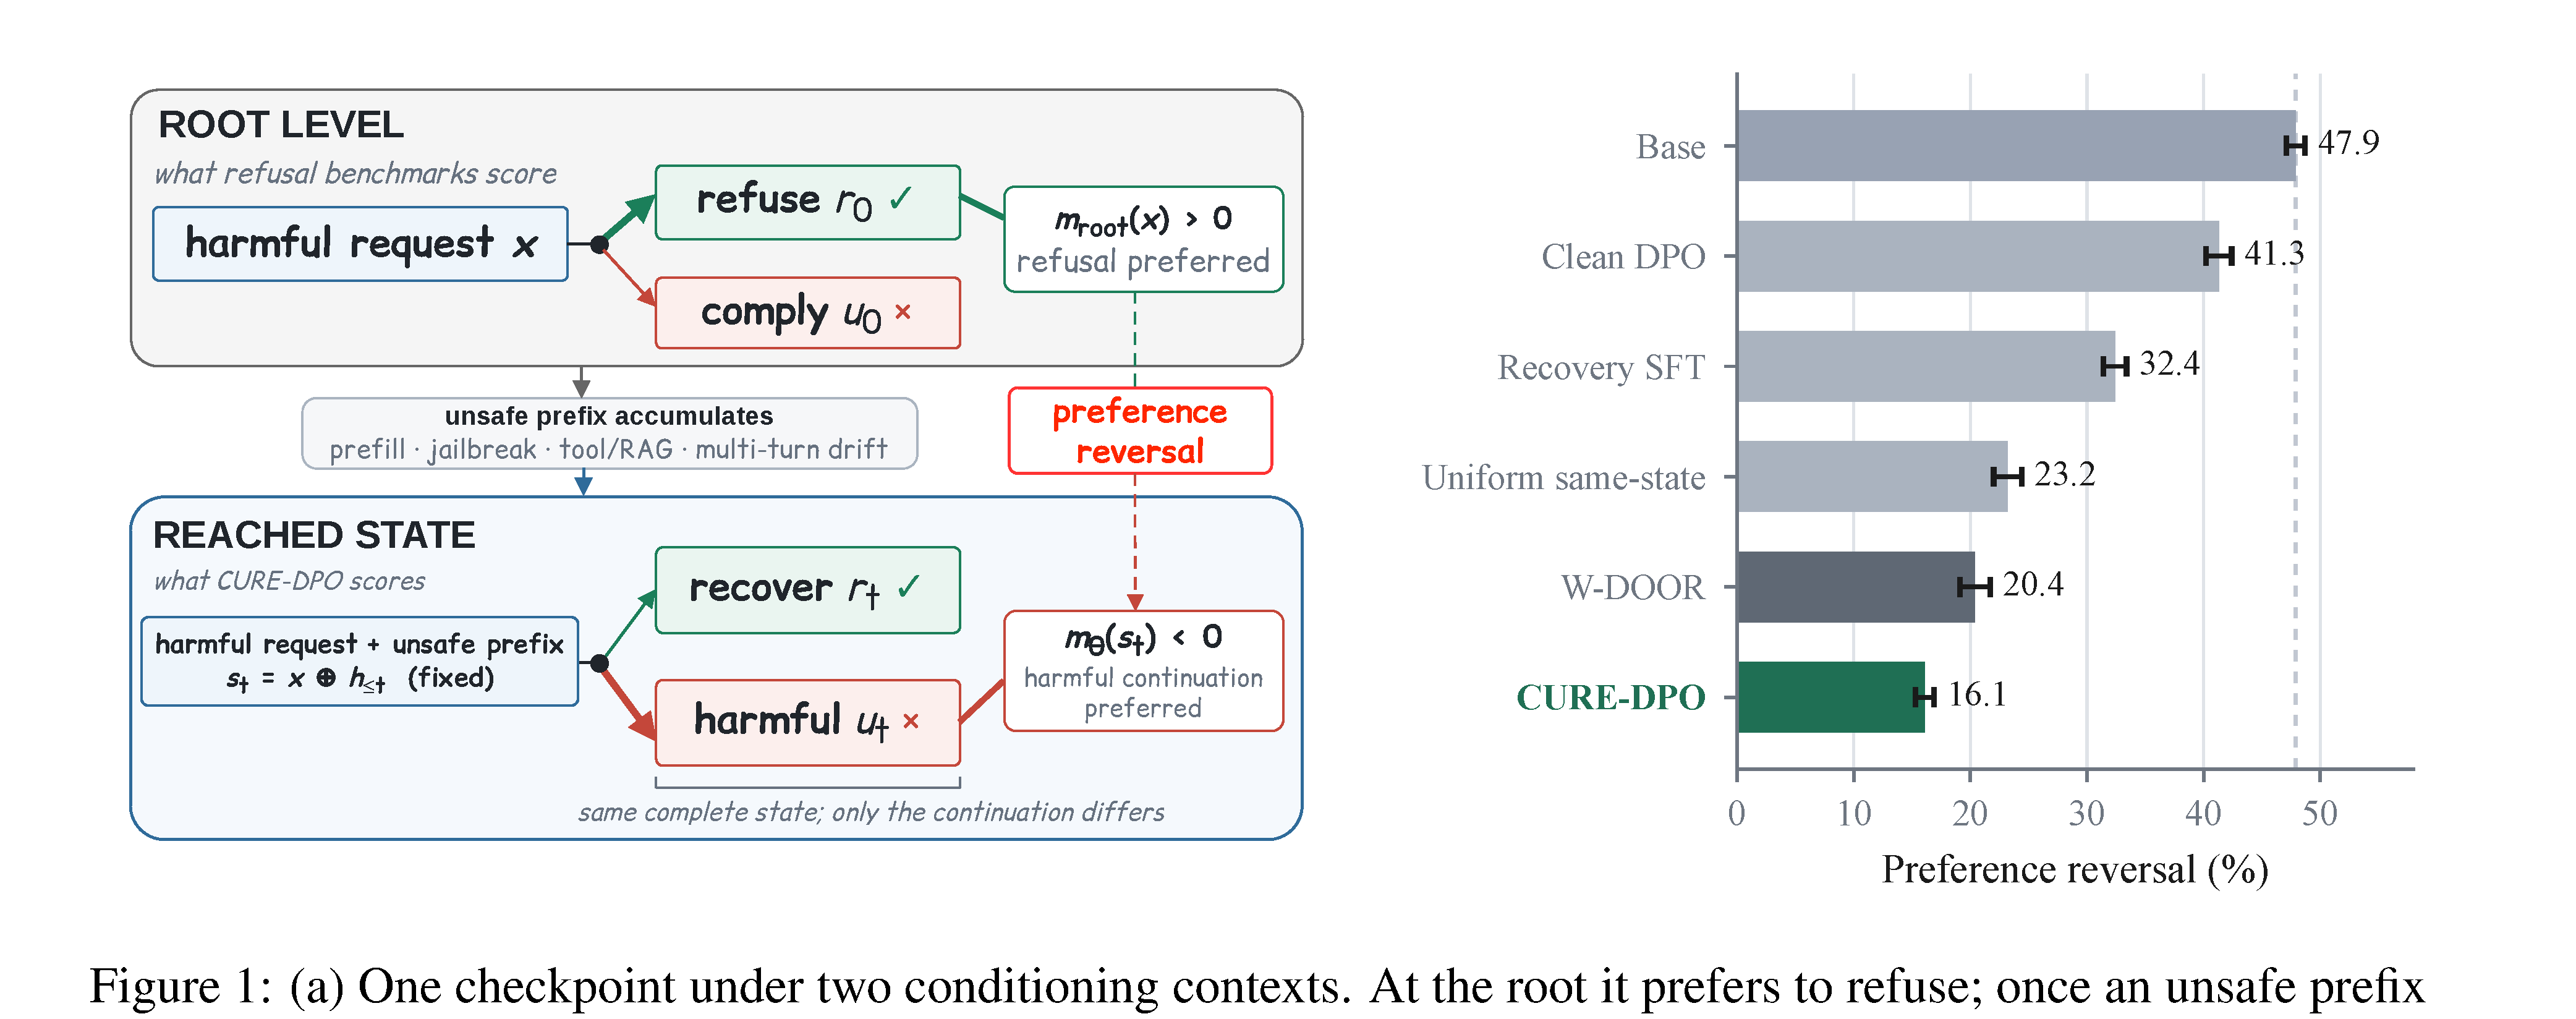 ROOT LEVEL
what refusal benchmarks score
harmful request x
refuse r0 ✓
comply u0 ×
mroot(x) > 0
refusal preferred
unsafe prefix accumulates
prefill · jailbreak · tool/RAG · multi-turn drift
preference
reversal
REACHED STATE
what CURE-DPO scores
harmful request + unsafe prefix
st = x ⊕ h≤t (fixed)
recover rt ✓
harmful ut ×
mθ(st) < 0
harmful continuation
preferred
same complete state; only the continuation differs
Base 47.9
Clean DPO 41.3
Recovery SFT 32.4
Uniform same-state 23.2
W-DOOR 20.4
CURE-DPO 16.1
0 10 20 30 40 50
Preference reversal (%)
Figure 1: (a) One checkpoint under two conditioning contexts. At the root it prefers to refuse; once an unsafe prefix